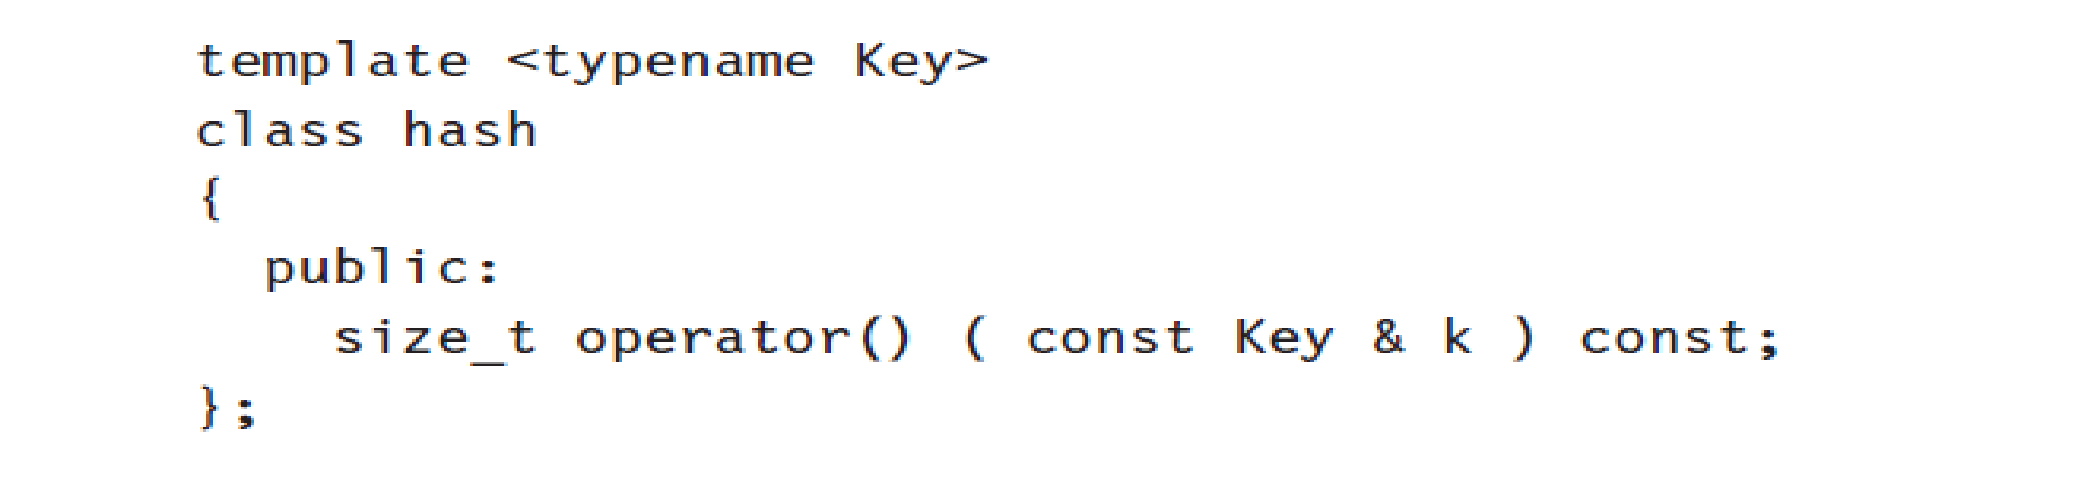 template <typename Key>
class hash
{
  public:
    size_t operator() ( const Key & k ) const;
};